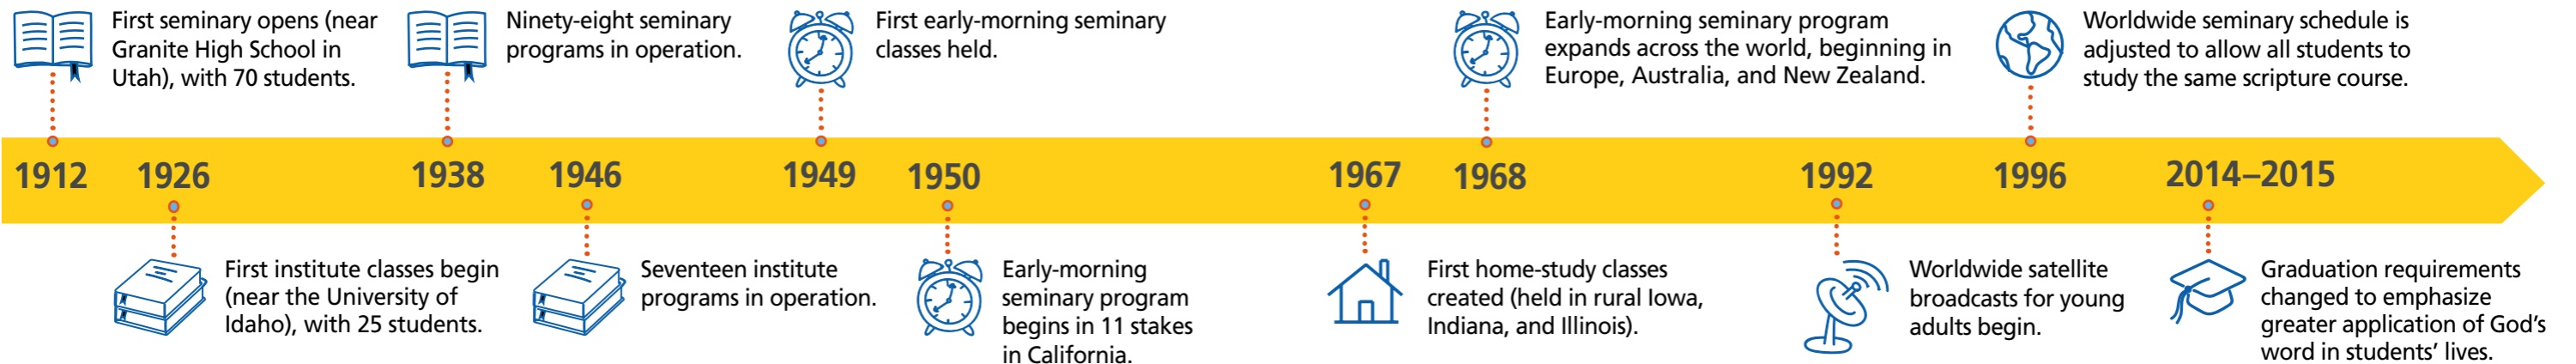 First seminary opens (near
Granite High School in
Utah), with 70 students.
Ninety-eight seminary
programs in operation.
First early-morning seminary
classes held.
Early-morning seminary program
expands across the world, beginning in
Europe, Australia, and New Zealand.
Worldwide seminary schedule is
adjusted to allow all students to
study the same scripture course.
1912
1926
1938
1946
1949
1950
1967
1968
1992
1996
2014–2015
First institute classes begin
(near the University of
Idaho), with 25 students.
Seventeen institute
programs in operation.
Early-morning
seminary program
begins in 11 stakes
in California.
First home-study classes
created (held in rural Iowa,
Indiana, and Illinois).
Worldwide satellite
broadcasts for young
adults begin.
Graduation requirements
changed to emphasize
greater application of God’s
word in students’ lives.